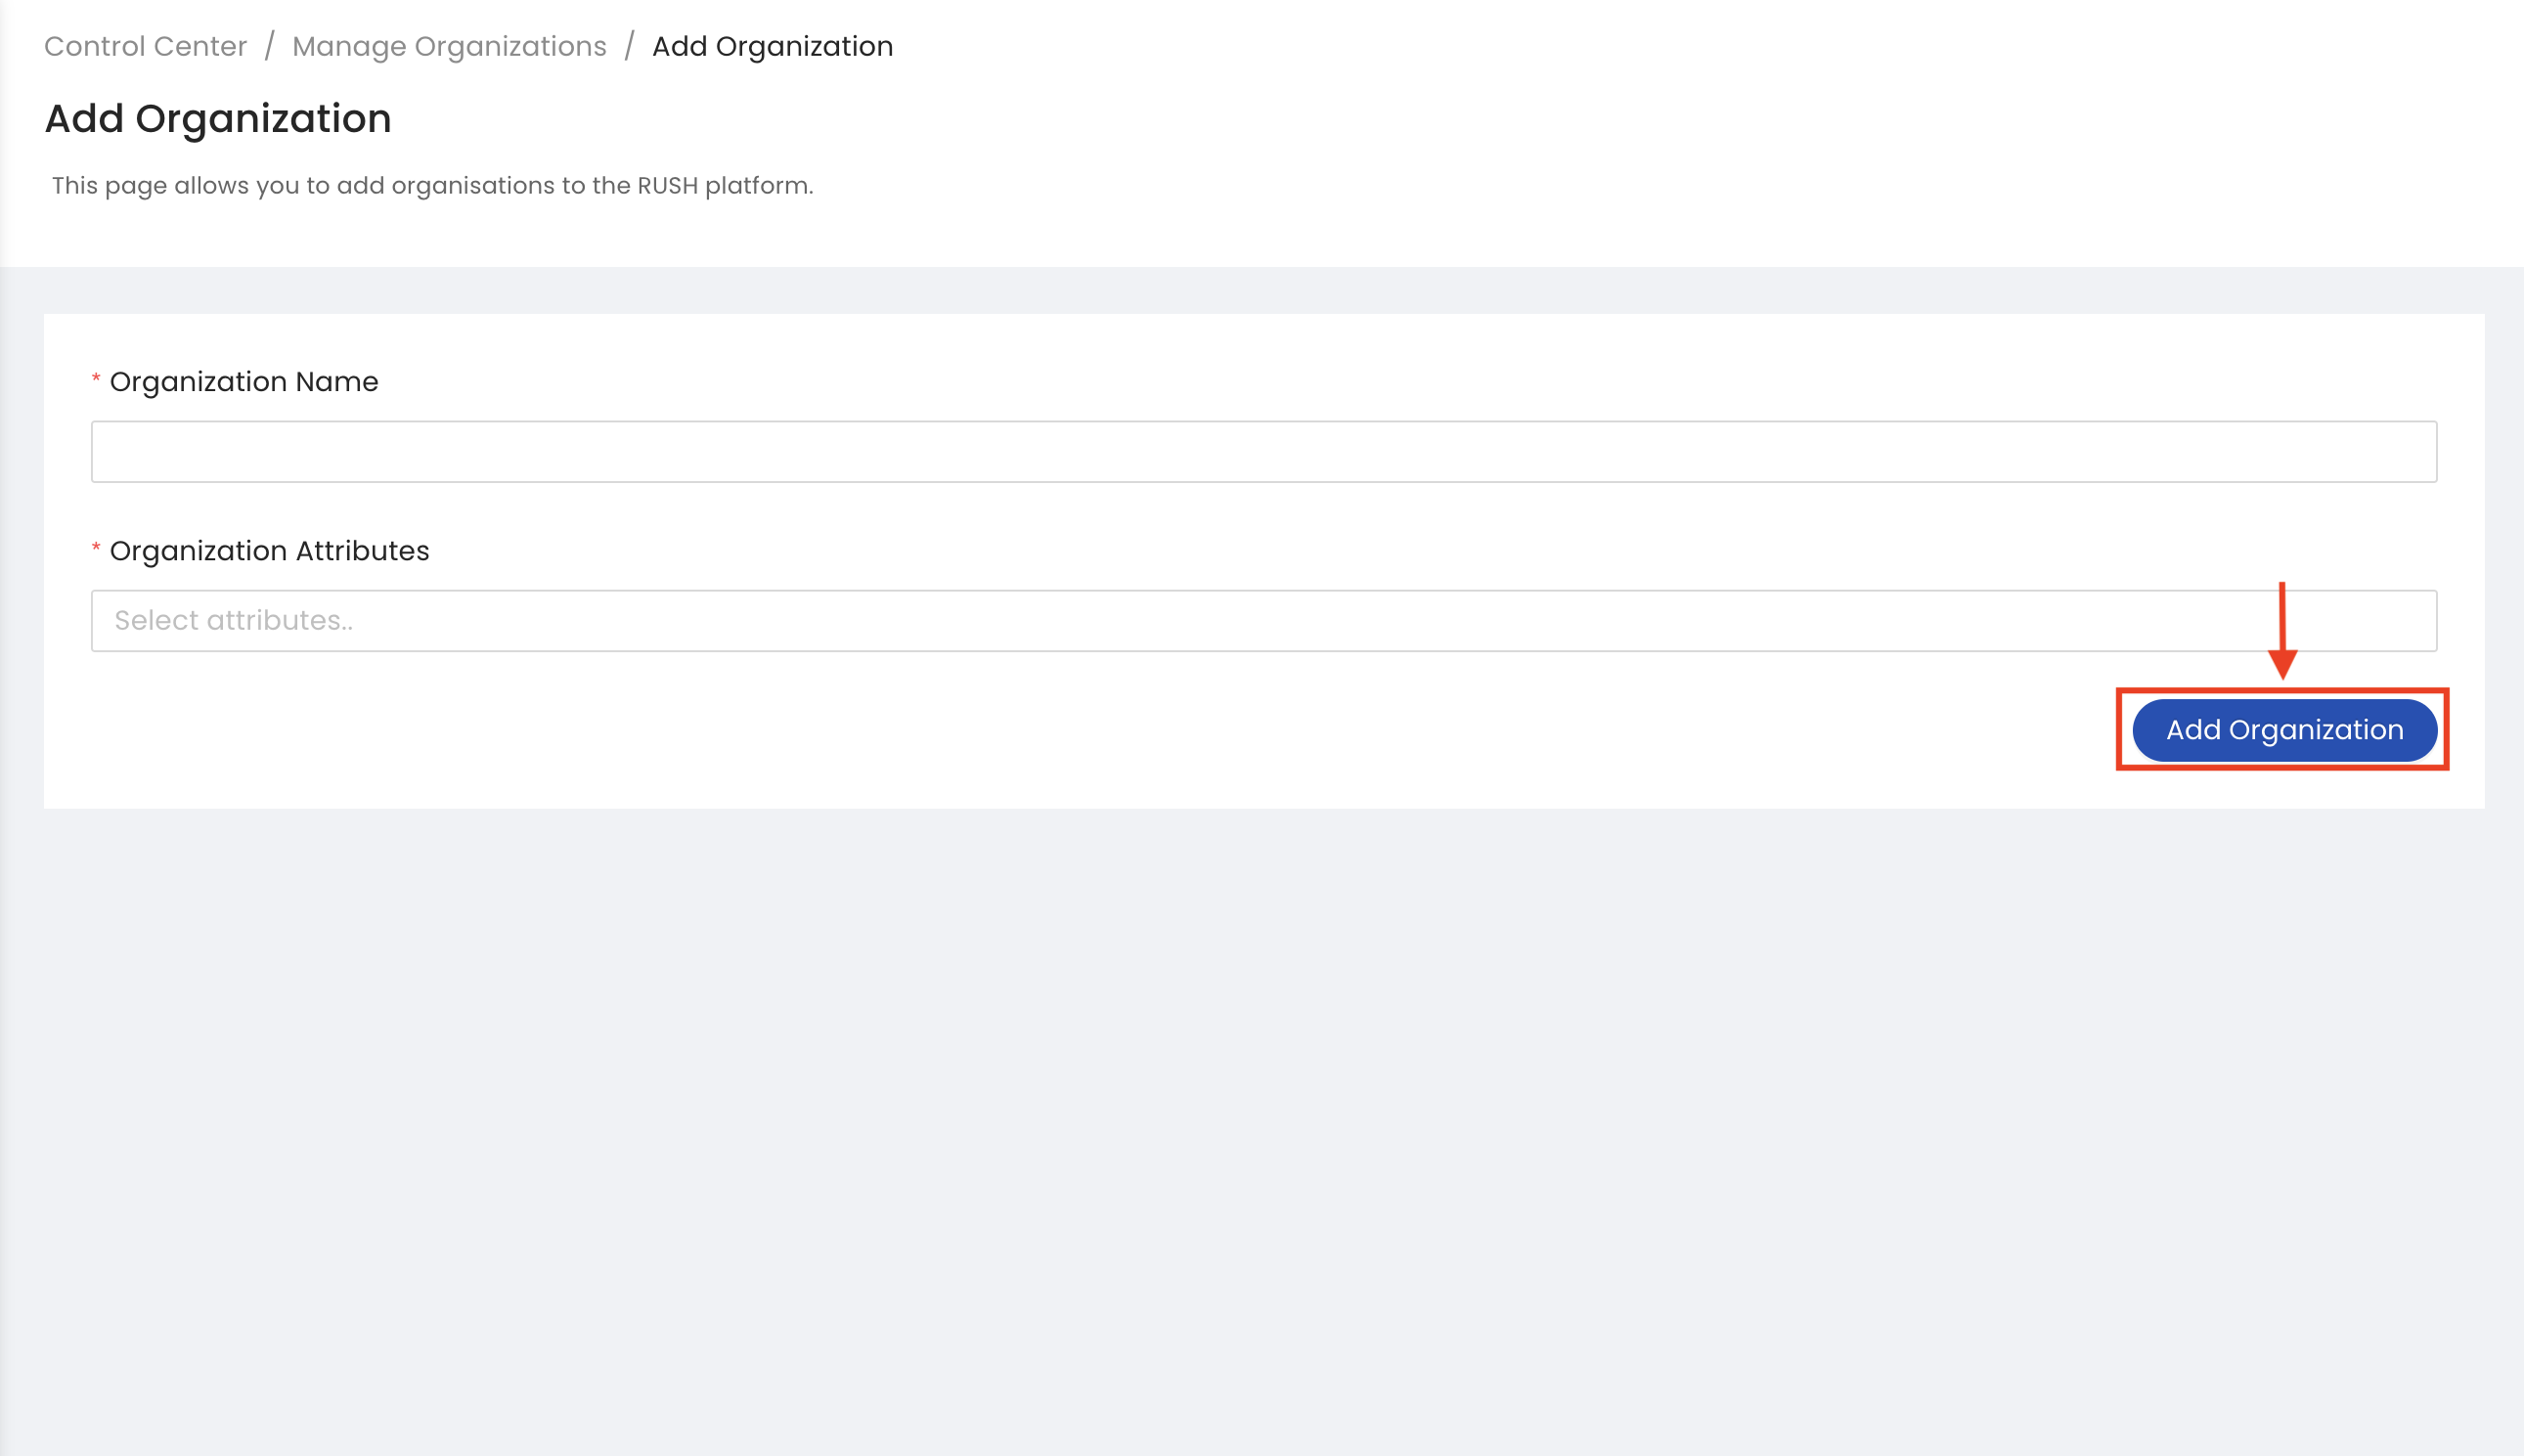 Control Center / Manage Organizations / Add Organization
Add Organization
This page allows you to add organisations to the RUSH platform.
* Organization Name
* Organization Attributes
Select attributes..
Add Organization